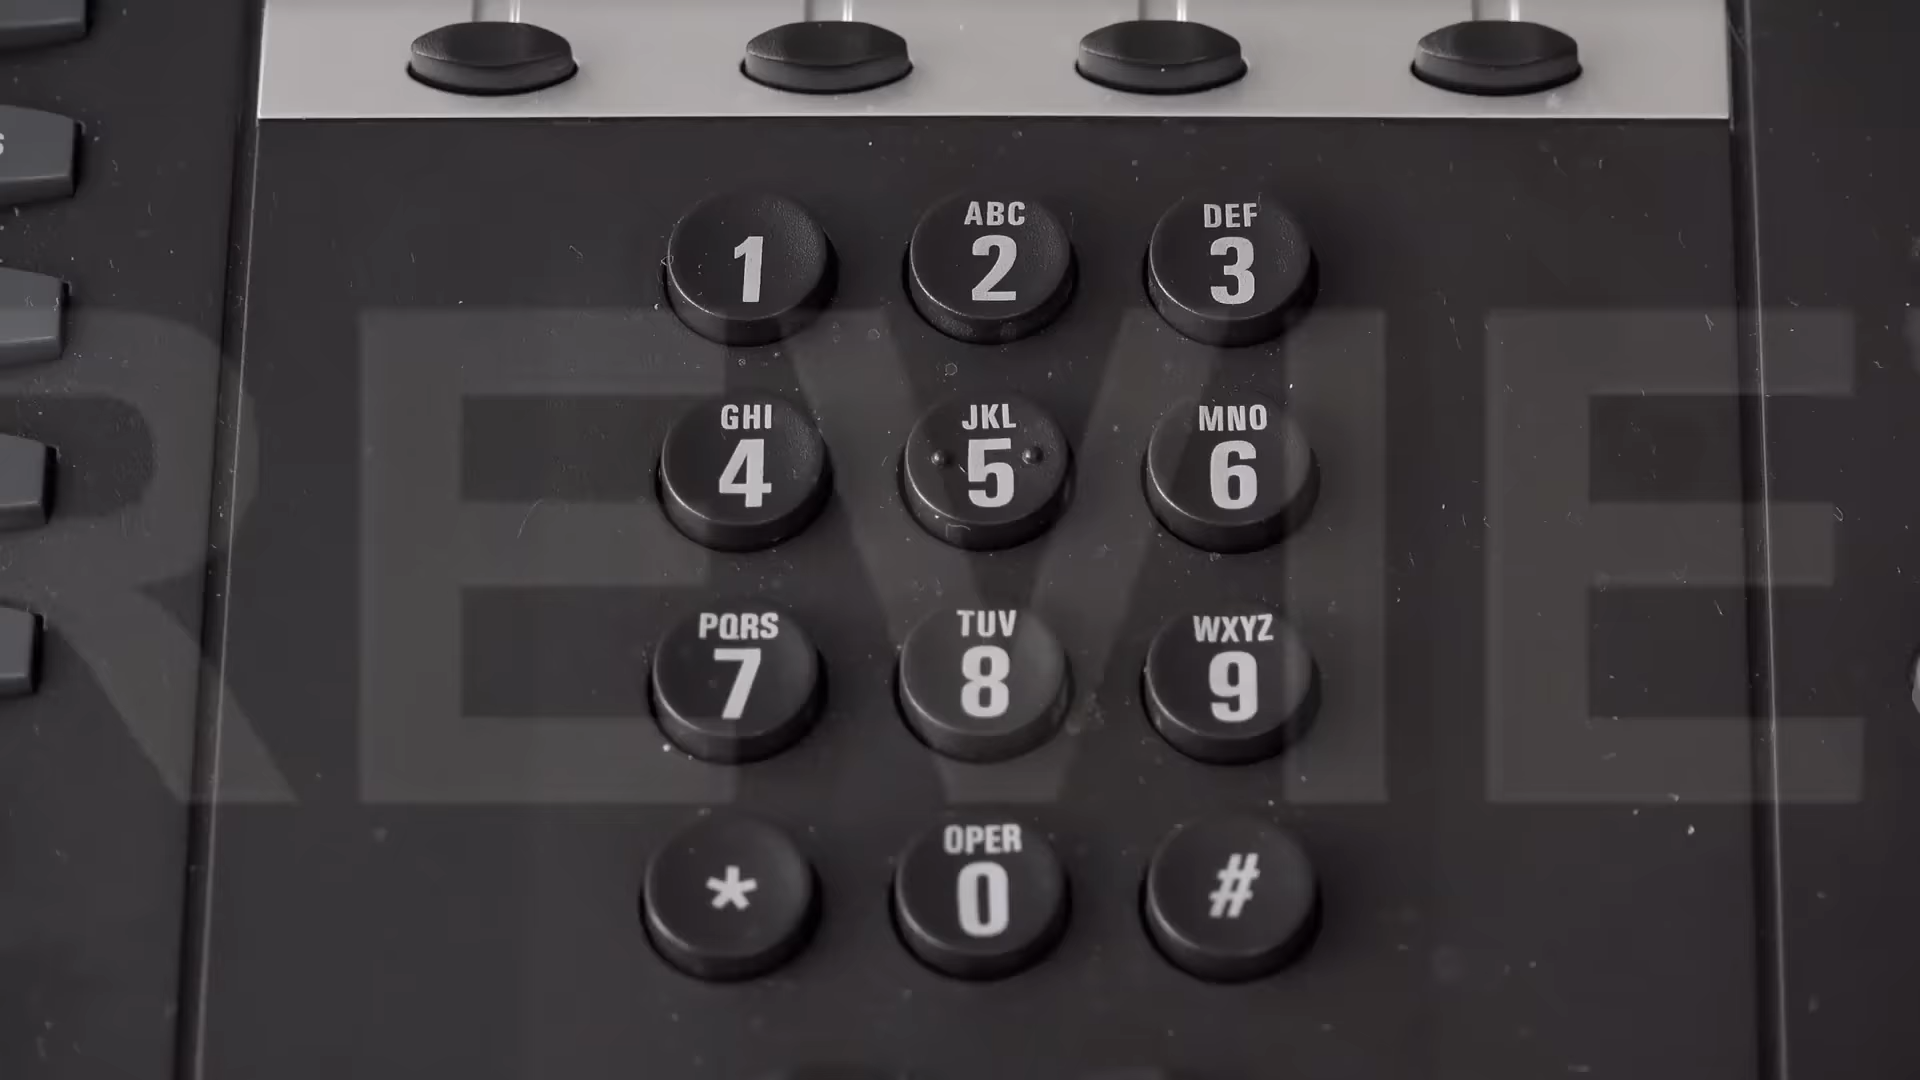 1 ABC 2 DEF 3
GHI 4 JKL 5 MNO 6
PQRS 7 TUV 8 WXYZ 9
* OPER 0 #
REVIE
S